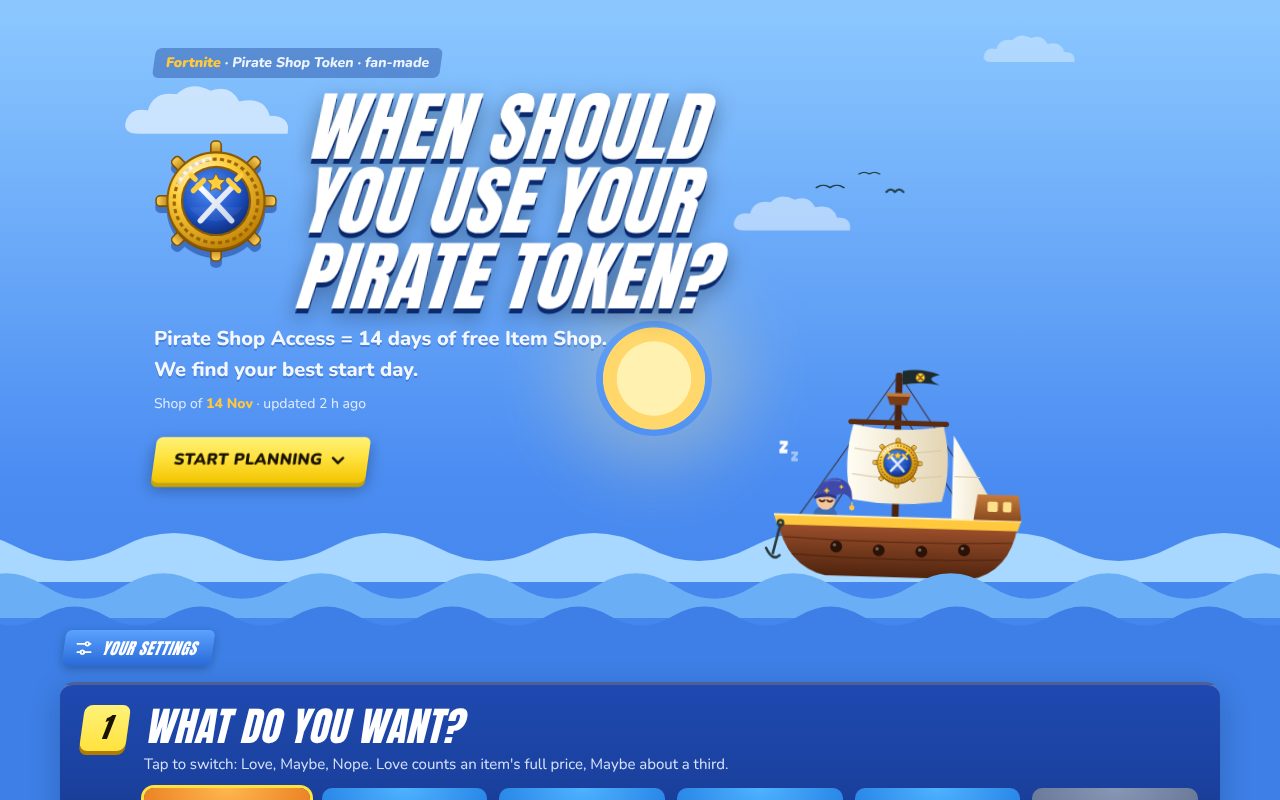 Fortnite · Pirate Shop Token · fan-made
WHEN SHOULD
YOU USE YOUR
PIRATE TOKEN?
Pirate Shop Access = 14 days of free Item Shop.
We find your best start day.
Shop of 14 Nov · updated 2 h ago
START PLANNING
z
z
YOUR SETTINGS
1
WHAT DO YOU WANT?
Tap to switch: Love, Maybe, Nope. Love counts an item's full price, Maybe about a third.